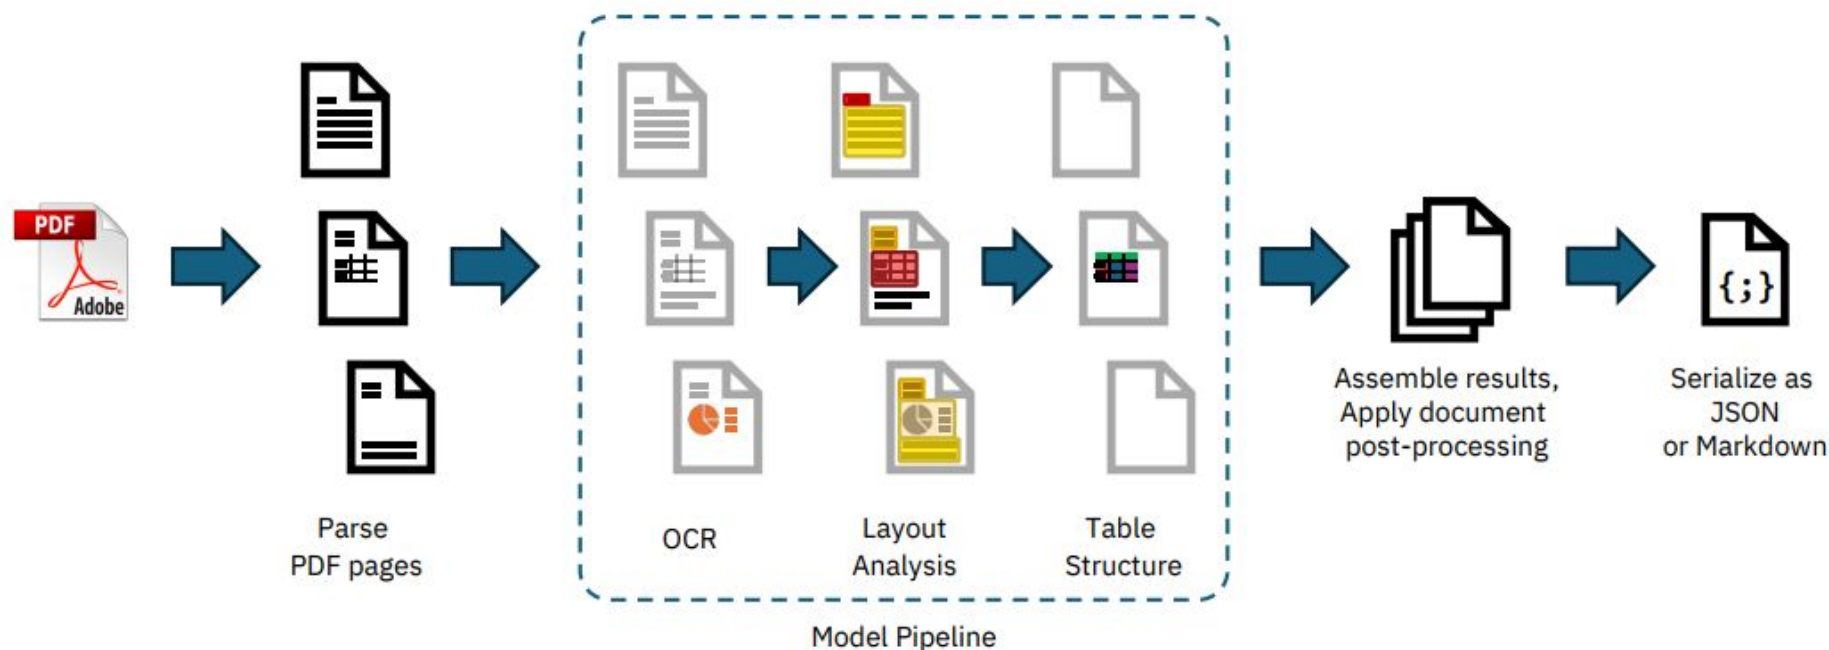 PDF
Adobe
Parse
PDF pages
OCR
Layout
Analysis
Table
Structure
Model Pipeline
Assemble results,
Apply document
post-processing
{;}
Serialize as
JSON
or Markdown